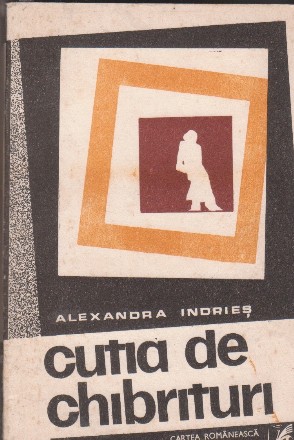 ALEXANDRA INDRIEȘ
cutia de
chibrituri
CARTEA ROMÂNEASCĂ